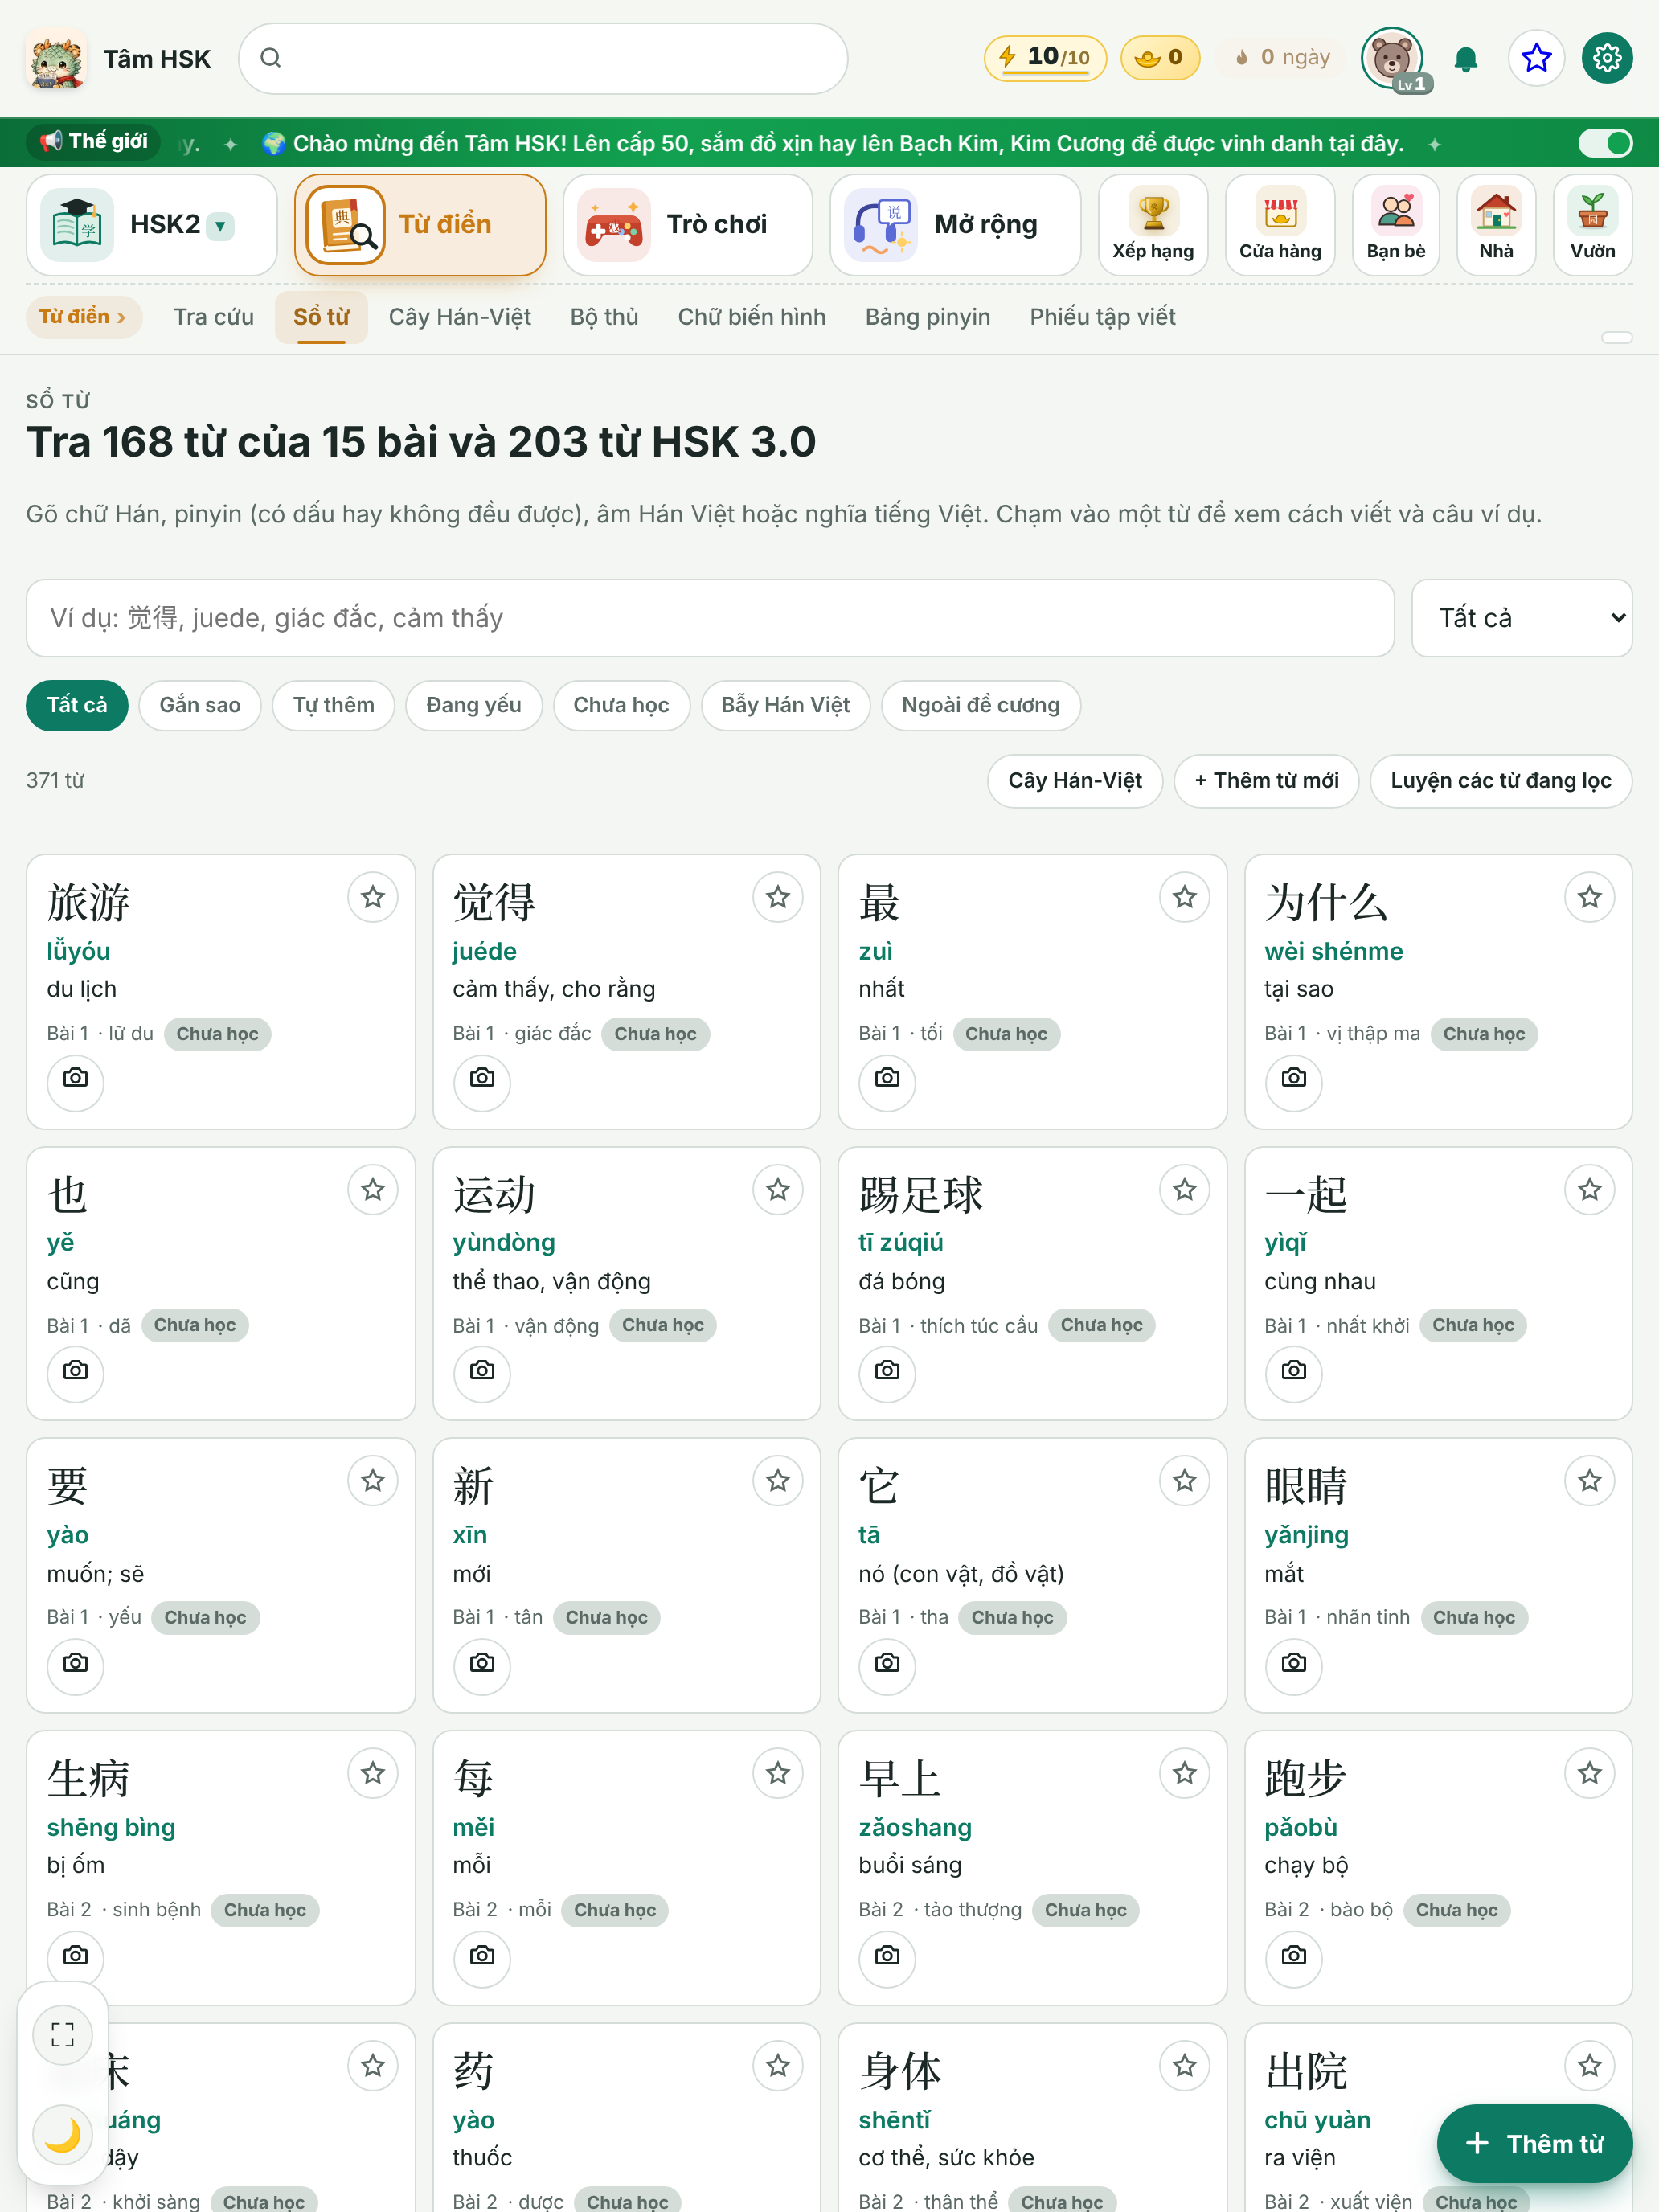 Tâm HSK
10/10
0
0 ngày
Lv 1
Thế giới
y. ✦ Chào mừng đến Tâm HSK! Lên cấp 50, sắm đồ xịn hay lên Bạch Kim, Kim Cương để được vinh danh tại đây. ✦
HSK2 ▼
Từ điển
Trò chơi
Mở rộng
Xếp hạng
Cửa hàng
Bạn bè
Nhà
Vườn
Từ điển ›
Tra cứu
Sổ từ
Cây Hán-Việt
Bộ thủ
Chữ biến hình
Bảng pinyin
Phiếu tập viết
SỔ TỪ
Tra 168 từ của 15 bài và 203 từ HSK 3.0
Gõ chữ Hán, pinyin (có dấu hay không đều được), âm Hán Việt hoặc nghĩa tiếng Việt. Chạm vào một từ để xem cách viết và câu ví dụ.
Ví dụ: 觉得, juede, giác đắc, cảm thấy
Tất cả
Tất cả
Gắn sao
Tự thêm
Đang yếu
Chưa học
Bẫy Hán Việt
Ngoài đề cương
371 từ
Cây Hán-Việt
+ Thêm từ mới
Luyện các từ đang lọc
旅游
lǚyóu
du lịch
Bài 1 · lữ du Chưa học
觉得
juéde
cảm thấy, cho rằng
Bài 1 · giác đắc Chưa học
最
zuì
nhất
Bài 1 · tối Chưa học
为什么
wèi shénme
tại sao
Bài 1 · vị thập ma Chưa học
也
yě
cũng
Bài 1 · dã Chưa học
运动
yùndòng
thể thao, vận động
Bài 1 · vận động Chưa học
踢足球
tī zúqiú
đá bóng
Bài 1 · thích túc cầu Chưa học
一起
yìqǐ
cùng nhau
Bài 1 · nhất khởi Chưa học
要
yào
muốn; sẽ
Bài 1 · yếu Chưa học
新
xīn
mới
Bài 1 · tân Chưa học
它
tā
nó (con vật, đồ vật)
Bài 1 · tha Chưa học
眼睛
yǎnjing
mắt
Bài 1 · nhãn tinh Chưa học
生病
shēng bìng
bị ốm
Bài 2 · sinh bệnh Chưa học
每
měi
mỗi
Bài 2 · mỗi Chưa học
早上
zǎoshang
buổi sáng
Bài 2 · tảo thượng Chưa học
跑步
pǎobù
chạy bộ
Bài 2 · bào bộ Chưa học
床
uáng
dậy
Bài 2 · khởi sàng Chưa học
药
yào
thuốc
Bài 2 · dược Chưa học
身体
shēntǐ
cơ thể, sức khỏe
Bài 2 · thân thể Chưa học
出院
chū yuàn
ra viện
Bài 2 · xuất viện Chưa học
+ Thêm từ